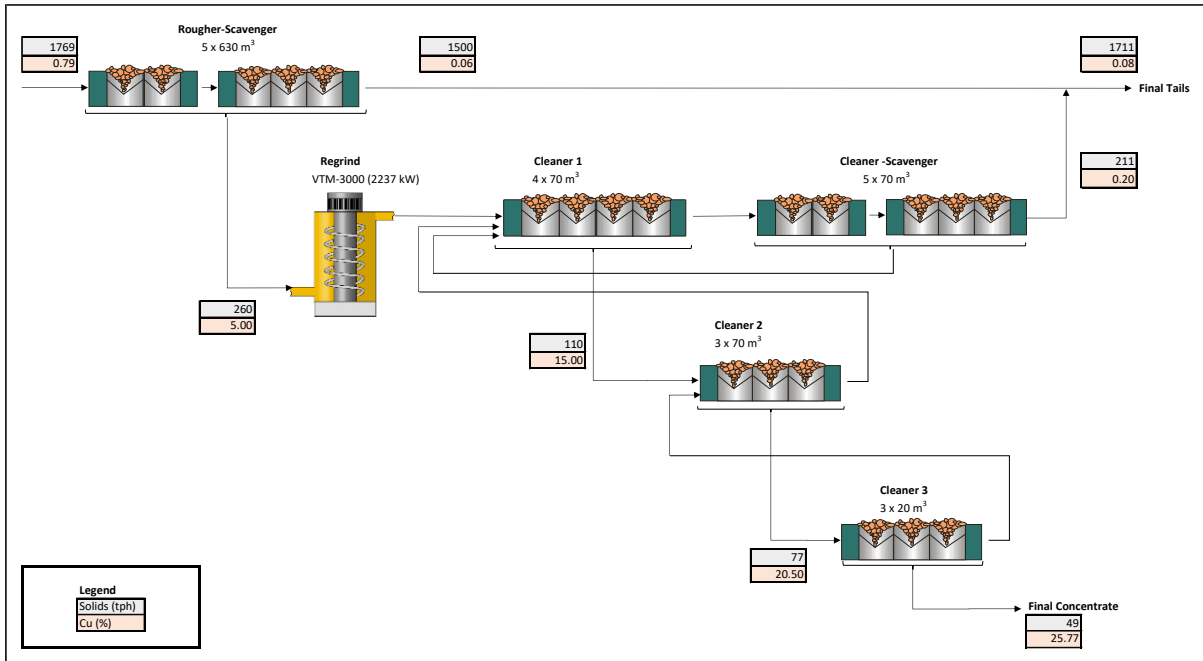 Rougher-Scavenger
5 x 630 m³
1769
0.79
1500
0.06
1711
0.08
Final Tails
Regrind
VTM-3000 (2237 kW)
Cleaner 1
4 x 70 m³
Cleaner -Scavenger
5 x 70 m³
211
0.20
260
5.00
110
15.00
Cleaner 2
3 x 70 m³
Cleaner 3
3 x 20 m³
77
20.50
Legend
Solids (tph)
Cu (%)
Final Concentrate
49
25.77